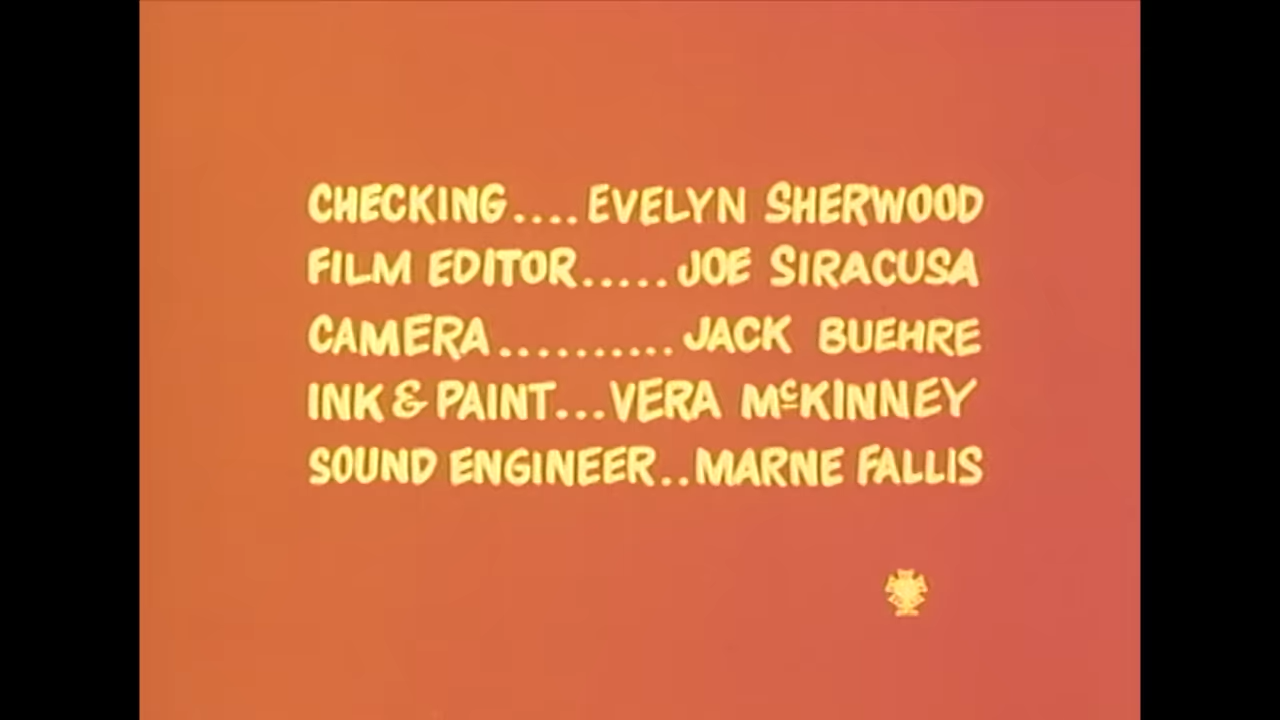 CHECKING....EVELYN SHERWOOD
FILM EDITOR.....JOE SIRACUSA
CAMERA..........JACK BUEHRE
INK & PAINT...VERA McKINNEY
SOUND ENGINEER..MARNE FALLIS